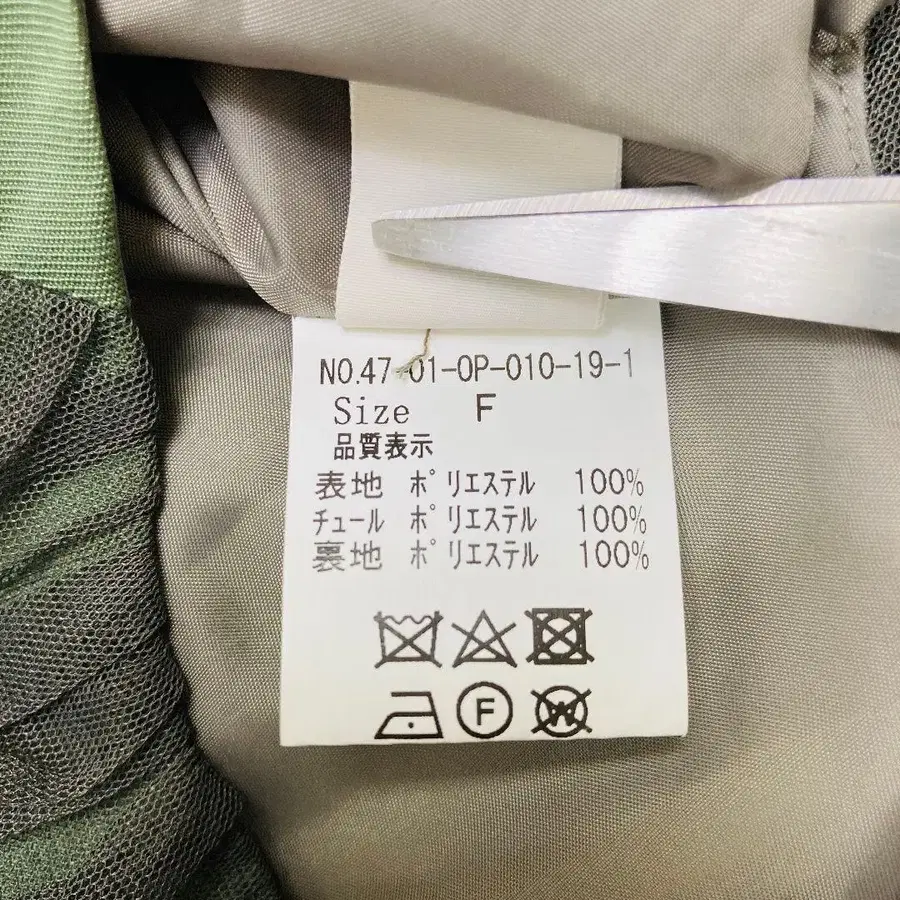 NO.47-01-OP-010-19-1
Size F
品質表示
表地 ポリエステル 100%
チュール ポリエステル 100%
裏地 ポリエステル 100%
F
W